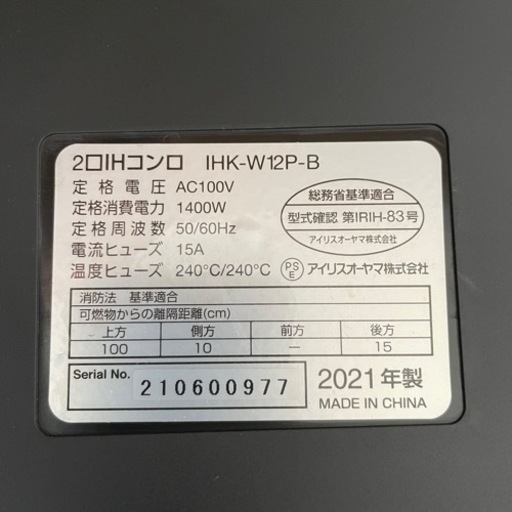 2口IHコンロ IHK-W12P-B
定格電圧 AC100V
定格消費電力 1400W
定格周波数 50/60Hz
電流ヒューズ 15A
温度ヒューズ 240℃/240℃
総務省基準適合
型式確認 第IRIH-83号
アイリスオーヤマ株式会社
PSE アイリスオーヤマ株式会社
消防法 基準適合
可燃物からの離隔距離(cm)
上方 側方 前方 後方
100 10 ― 15
Serial No. 210600977
2021年製
MADE IN CHINA